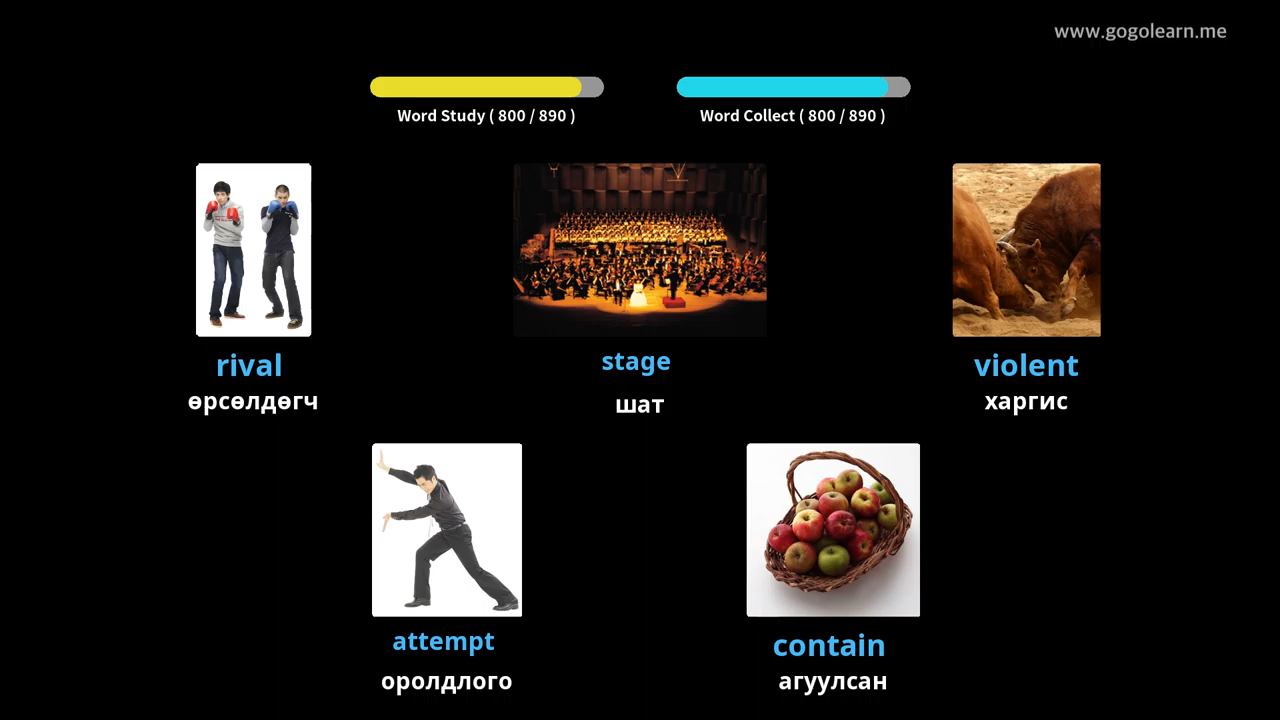 www.gogolearn.me
Word Study ( 800 / 890 )
Word Collect ( 800 / 890 )
rival
өрсөлдөгч
stage
шат
violent
харгис
attempt
оролдлого
contain
агуулсан